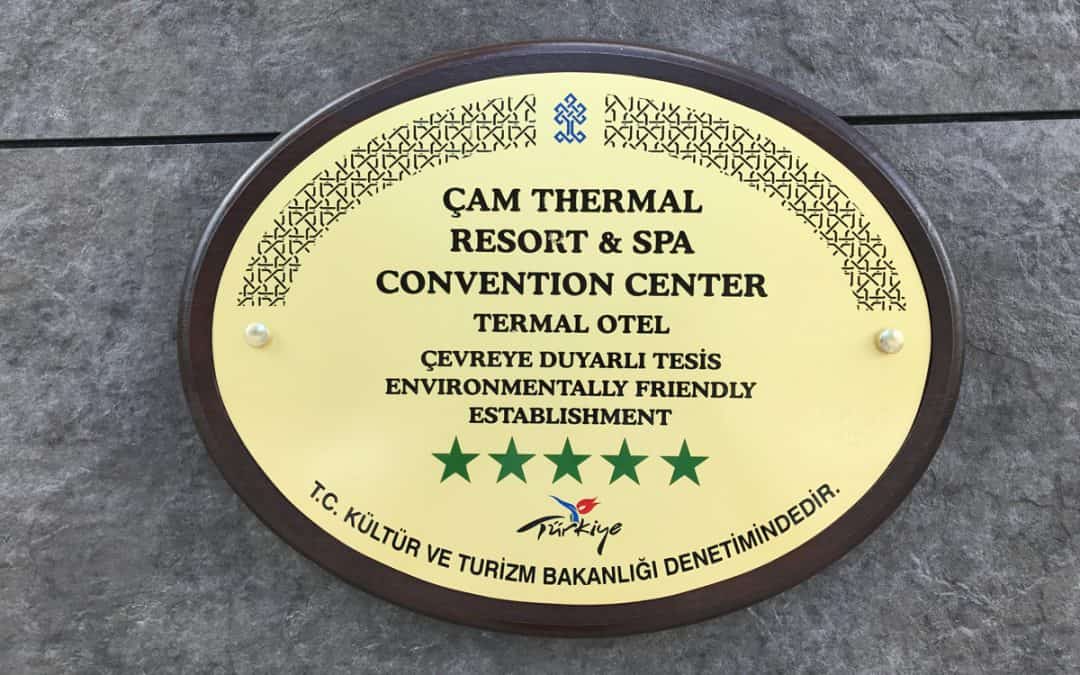 ÇAM THERMAL
RESORT & SPA
CONVENTION CENTER
TERMAL OTEL
ÇEVREYE DUYARLI TESİS
ENVIRONMENTALLY FRIENDLY
ESTABLISHMENT
Türkiye
T.C. KÜLTÜR VE TURİZM BAKANLIĞI DENETİMİNDEDİR.